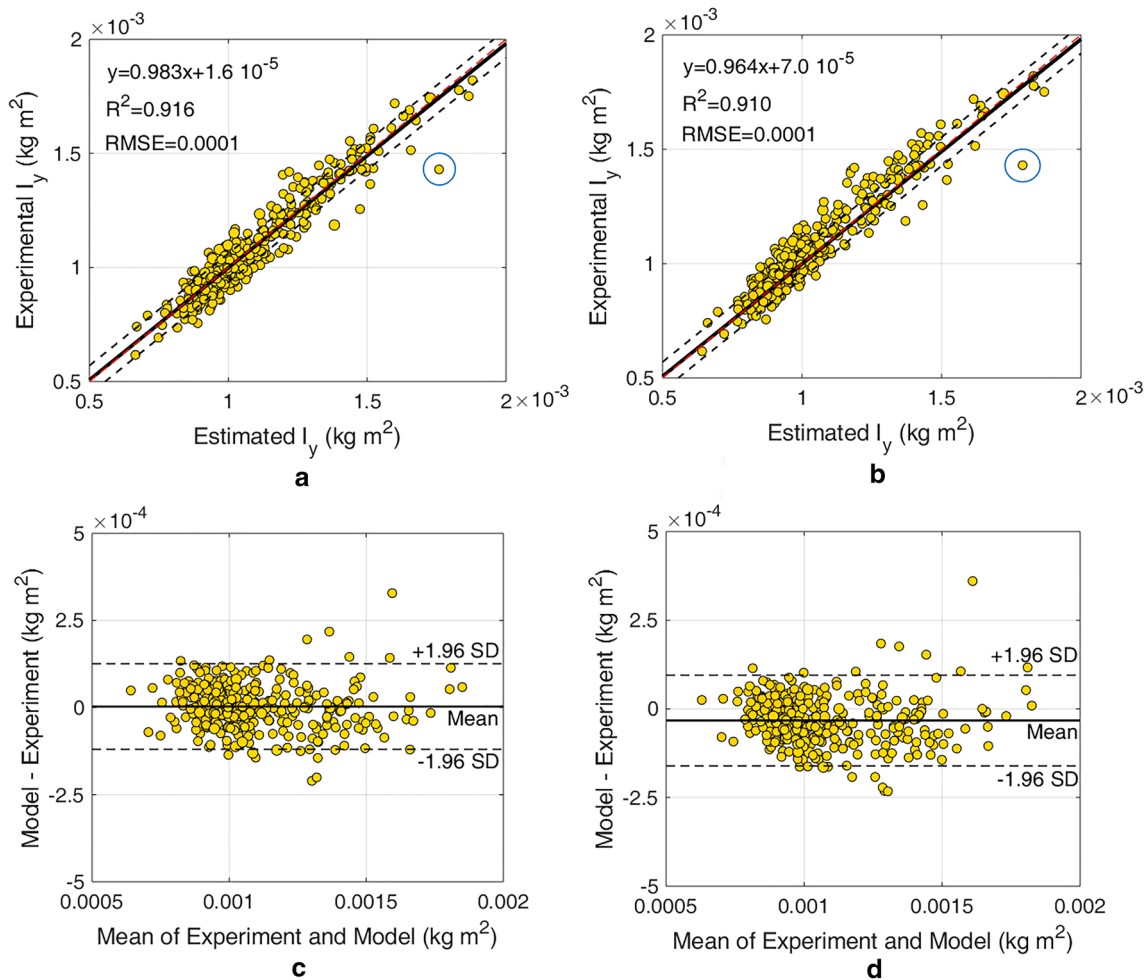 ×10⁻³
2
y=0.983x+1.6 10⁻⁵
R²=0.916
RMSE=0.0001
1.5
1
0.5
Experimental I_y (kg m²)
0.5
1
1.5
2 ×10⁻³
Estimated I_y (kg m²)
a
×10⁻³
2
y=0.964x+7.0 10⁻⁵
R²=0.910
RMSE=0.0001
1.5
1
0.5
Experimental I_y (kg m²)
0.5
1
1.5
2 ×10⁻³
Estimated I_y (kg m²)
b
×10⁻⁴
5
2.5
0
-2.5
-5
Model - Experiment (kg m²)
+1.96 SD
Mean
-1.96 SD
0.0005
0.001
0.0015
0.002
Mean of Experiment and Model (kg m²)
c
×10⁻⁴
5
2.5
0
-2.5
-5
Model - Experiment (kg m²)
+1.96 SD
Mean
-1.96 SD
0.0005
0.001
0.0015
0.002
Mean of Experiment and Model (kg m²)
d